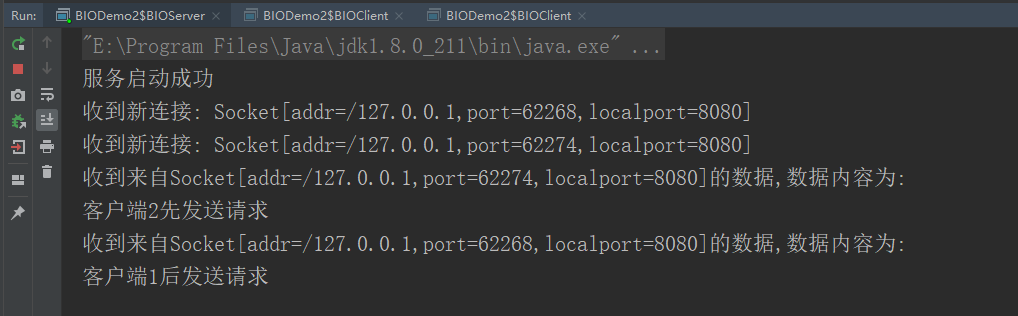 Run: BIODemo2$BIOServer × BIODemo2$BIOClient × BIODemo2$BIOClient ×
"E:\Program Files\Java\jdk1.8.0_211\bin\java.exe" ...
服务启动成功
收到新连接: Socket[addr=/127.0.0.1,port=62268,localport=8080]
收到新连接: Socket[addr=/127.0.0.1,port=62274,localport=8080]
收到来自Socket[addr=/127.0.0.1,port=62274,localport=8080]的数据,数据内容为:
客户端2先发送请求
收到来自Socket[addr=/127.0.0.1,port=62268,localport=8080]的数据,数据内容为:
客户端1后发送请求